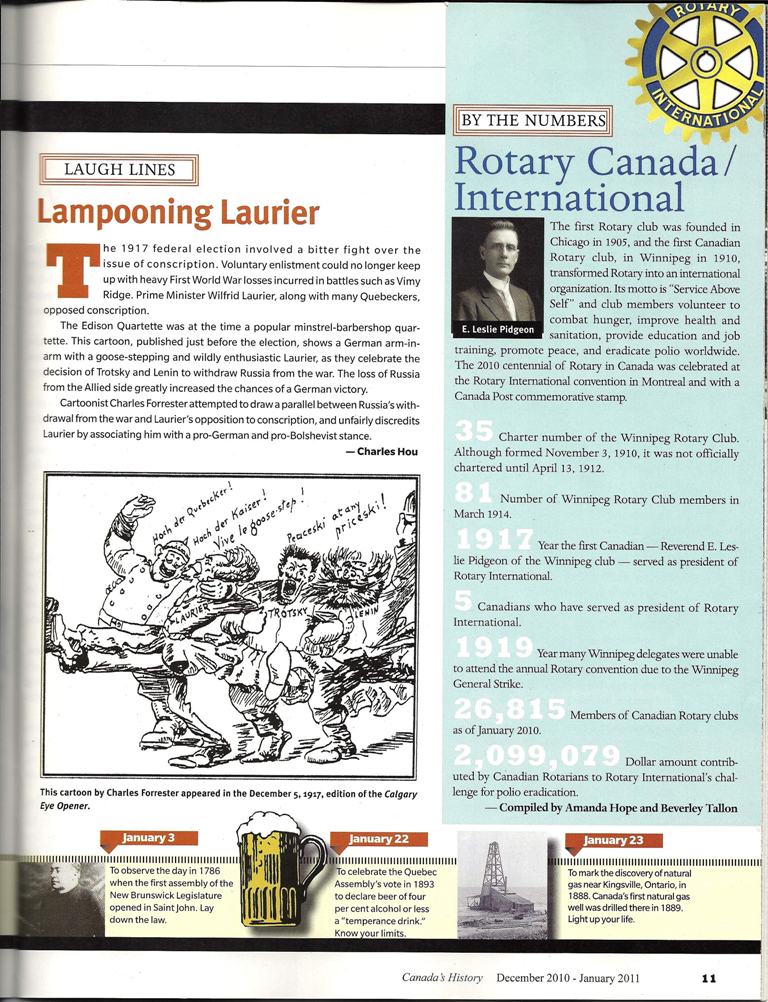 LAUGH LINES
Lampooning Laurier
The 1917 federal election involved a bitter fight over the
issue of conscription. Voluntary enlistment could no longer keep
up with heavy First World War losses incurred in battles such as Vimy
Ridge. Prime Minister Wilfrid Laurier, along with many Quebeckers,
opposed conscription.
The Edison Quartette was at the time a popular minstrel-barbershop quar-
tette. This cartoon, published just before the election, shows a German arm-in-
arm with a goose-stepping and wildly enthusiastic Laurier, as they celebrate the
decision of Trotsky and Lenin to withdraw Russia from the war. The loss of Russia
from the Allied side greatly increased the chances of a German victory.
Cartoonist Charles Forrester attempted to draw a parallel between Russia's with-
drawal from the war and Laurier's opposition to conscription, and unfairly discredits
Laurier by associating him with a pro-German and pro-Bolshevist stance.
— Charles Hou
Hoch der Quebecker!
Hoch der Kaiser!
Vive le goose-step!
Peaceski at any
priceski!
LAURIER
TROTSKY
LENIN
This cartoon by Charles Forrester appeared in the December 5, 1917, edition of the Calgary
Eye Opener.
ROTARY
INTERNATIONAL
BY THE NUMBERS
Rotary Canada/
International
E. Leslie Pidgeon
The first Rotary club was founded in
Chicago in 1905, and the first Canadian
Rotary club, in Winnipeg in 1910,
transformed Rotary into an international
organization. Its motto is "Service Above
Self" and club members volunteer to
combat hunger, improve health and
sanitation, provide education and job
training, promote peace, and eradicate polio worldwide.
The 2010 centennial of Rotary in Canada was celebrated at
the Rotary International convention in Montreal and with a
Canada Post commemorative stamp.
35 Charter number of the Winnipeg Rotary Club.
Although formed November 3, 1910, it was not officially
chartered until April 13, 1912.
81 Number of Winnipeg Rotary Club members in
March 1914.
1917 Year the first Canadian — Reverend E. Les-
lie Pidgeon of the Winnipeg club — served as president of
Rotary International.
5 Canadians who have served as president of Rotary
International.
1919 Year many Winnipeg delegates were unable
to attend the annual Rotary convention due to the Winnipeg
General Strike.
26,815 Members of Canadian Rotary clubs
as of January 2010.
2,099,079 Dollar amount contrib-
uted by Canadian Rotarians to Rotary International's chal-
lenge for polio eradication.
— Compiled by Amanda Hope and Beverley Tallon
January 3
To observe the day in 1786
when the first assembly of the
New Brunswick Legislature
opened in Saint John. Lay
down the law.
January 22
To celebrate the Quebec
Assembly's vote in 1893
to declare beer of four
per cent alcohol or less
a "temperance drink."
Know your limits.
January 23
To mark the discovery of natural
gas near Kingsville, Ontario, in
1888. Canada's first natural gas
well was drilled there in 1889.
Light up your life.
Canada's History December 2010 - January 2011 11